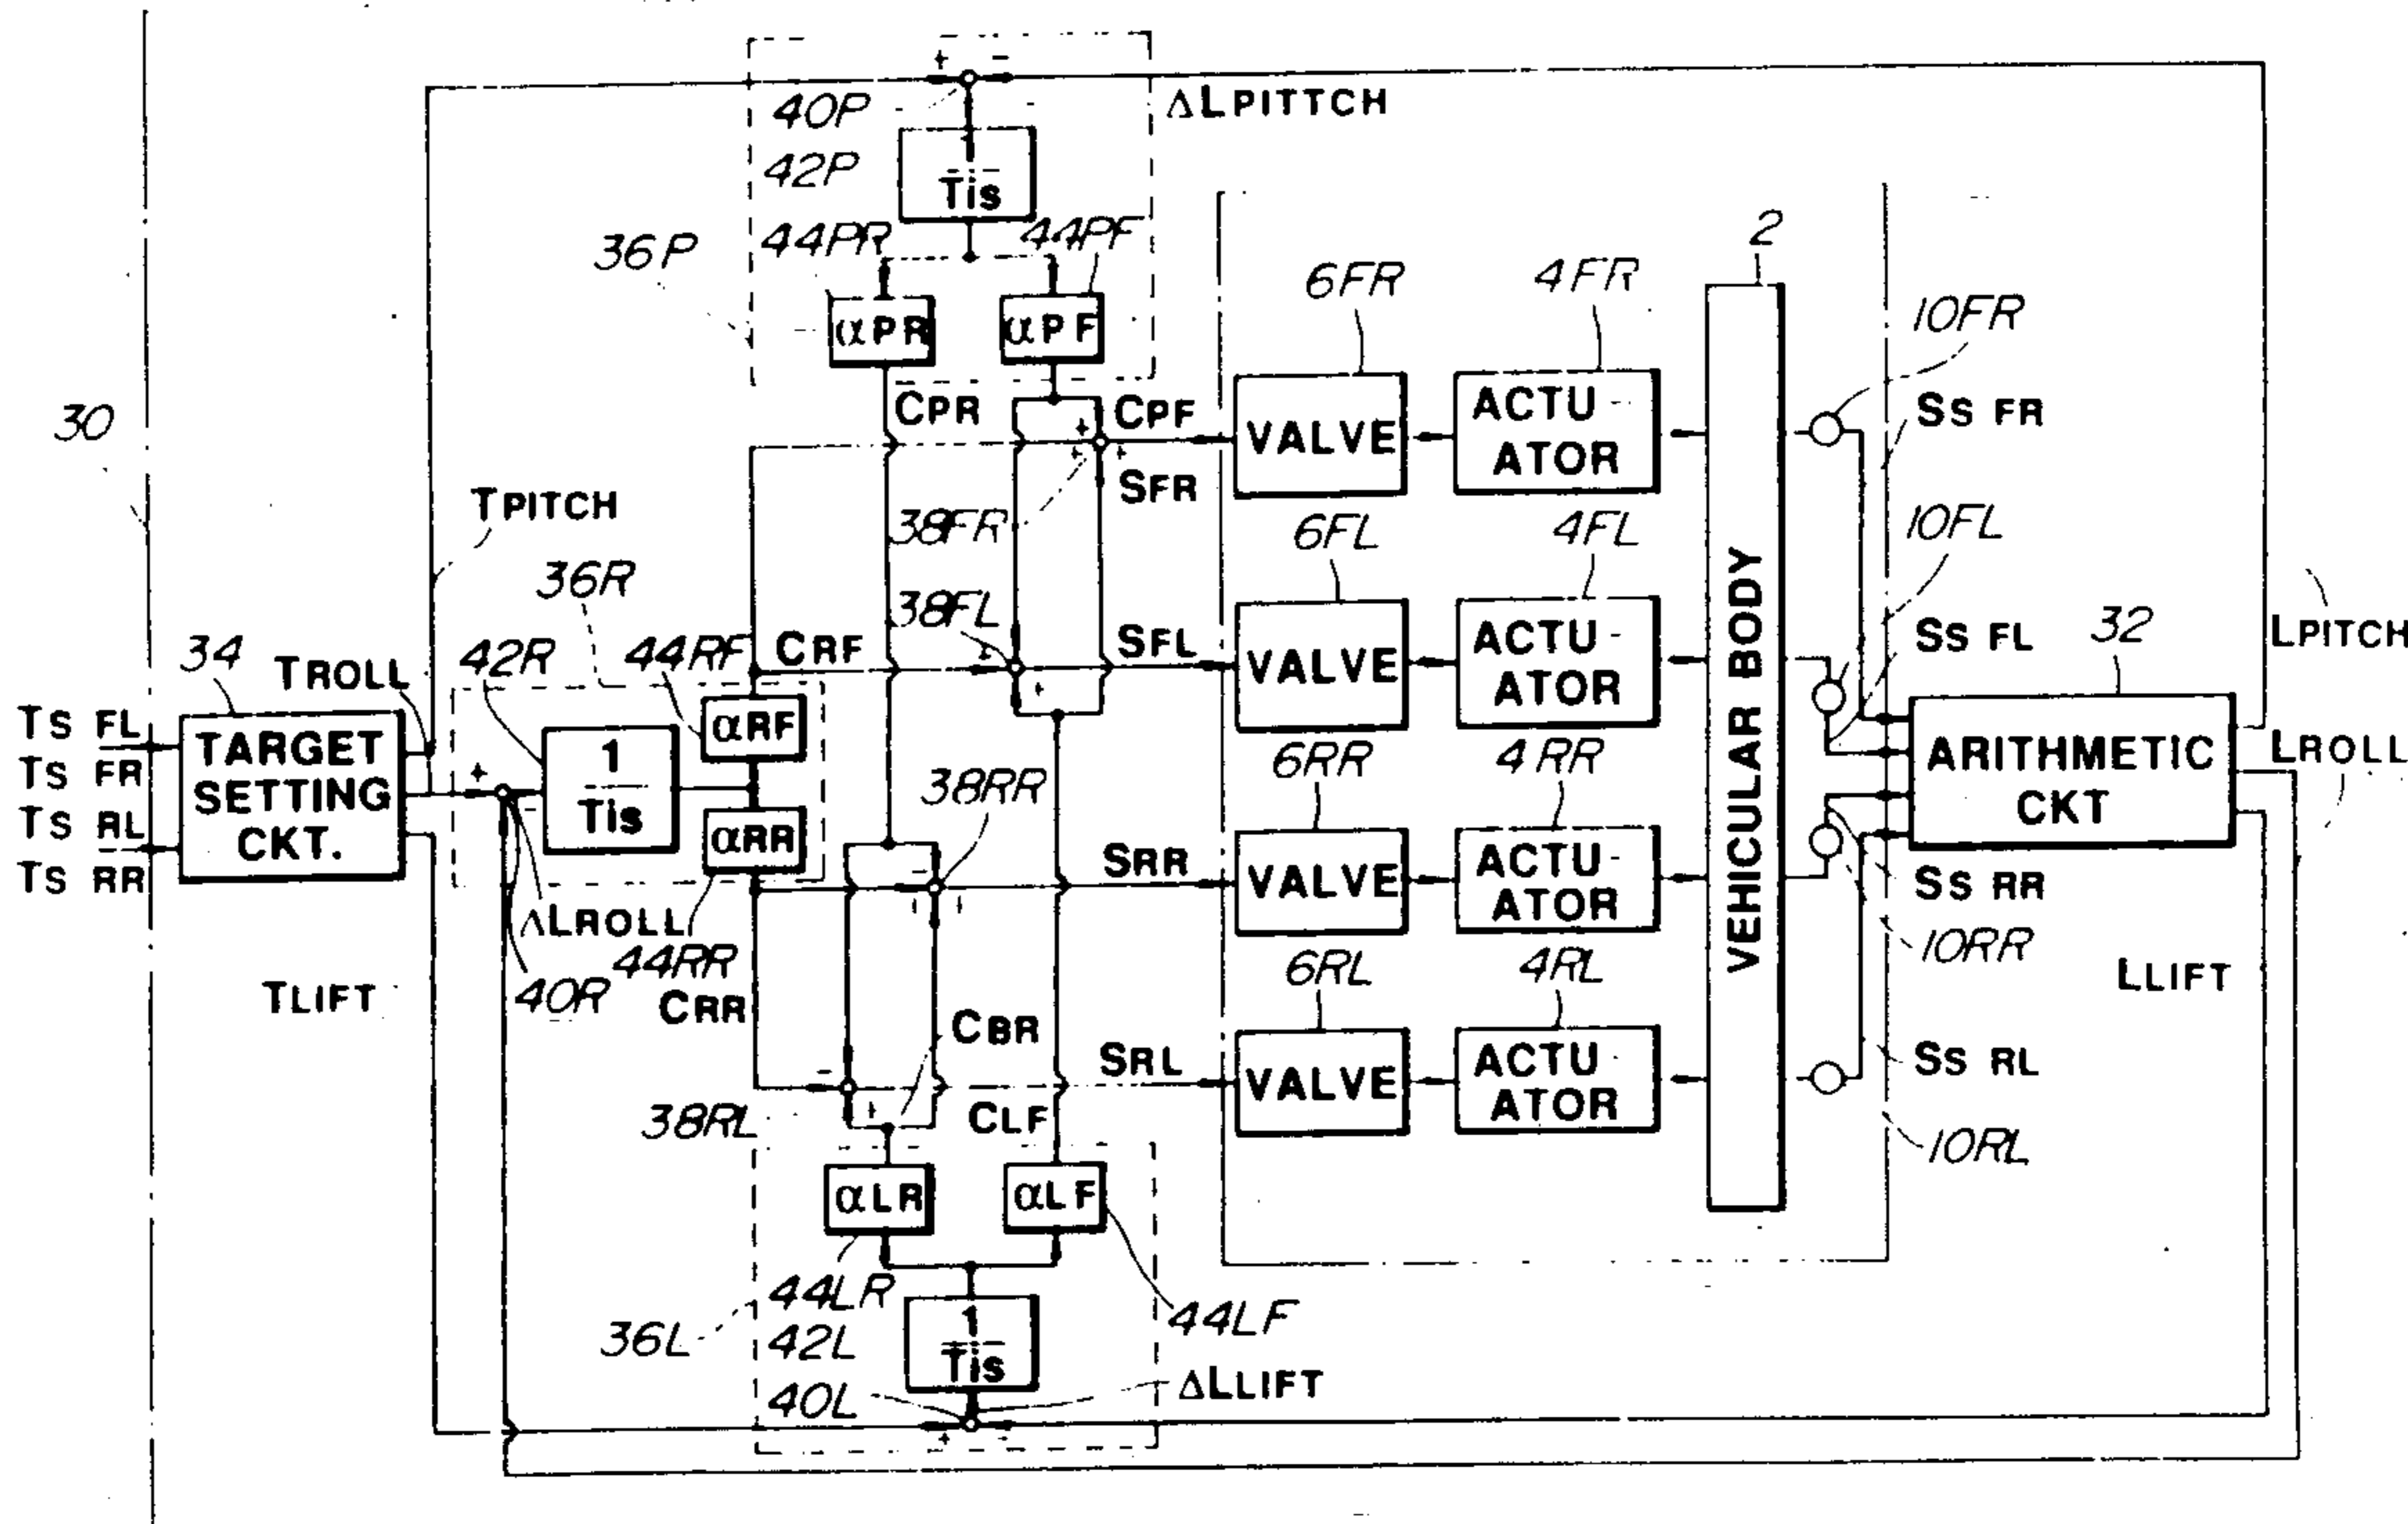 40P
ΔLPITTCH
42P
Tis
36P
44PR
44PF
αPR
αPF
CPR
CPF
6FR
4FR
2
10FR
VALVE
ACTU-
ATOR
SS FR
SFR
38FR
30
TPITCH
36R
6FL
4FL
10FL
38FL
SFL
VALVE
ACTU-
ATOR
VEHICULAR BODY
SS FL
32
LPITCH
34
TROLL
42R
44RF
CRF
TS FL
TS FR
TS RL
TS RR
TARGET
SETTING
CKT.
1
Tis
αRF
αRR
38RR
6RR
4RR
ARITHMETIC
CKT
LROLL
SRR
VALVE
ACTU-
ATOR
SS RR
10RR
ΔLROLL
44RR
40R
TLIFT
CRR
CBR
6RL
4RL
LLIFT
SRL
VALVE
ACTU-
ATOR
SS RL
10RL
38RL
CLF
αLR
αLF
44LR
44LF
36L
42L
1
Tis
40L
ΔLLIFT